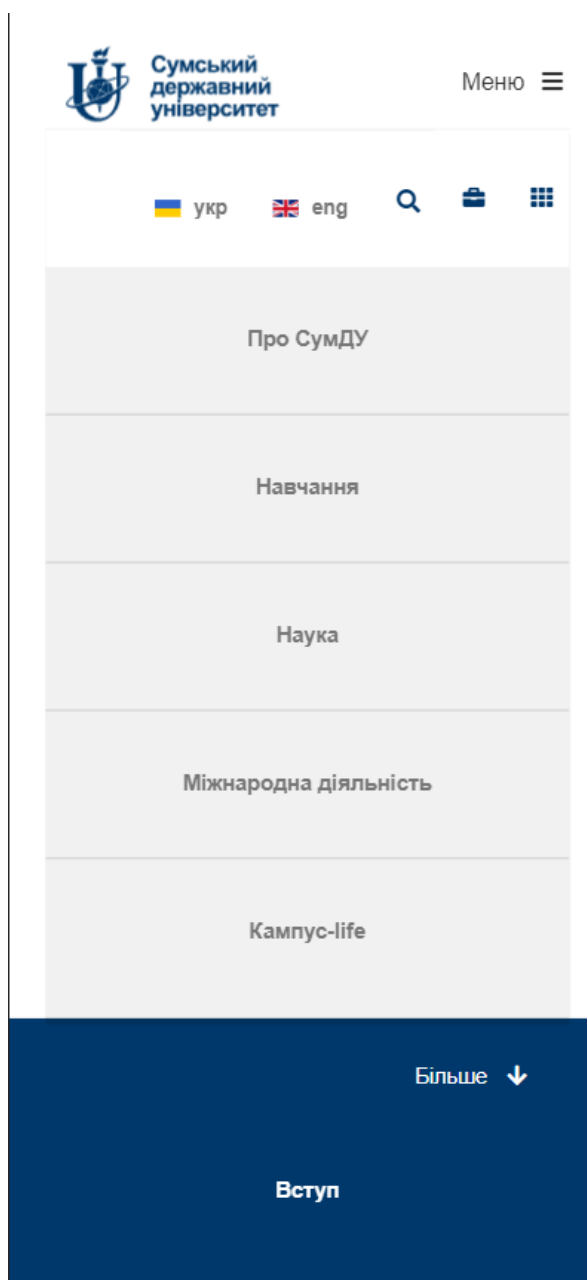 Сумський
державний
університет
Меню
укр eng
Про СумДУ
Навчання
Наука
Міжнародна діяльність
Кампус-life
Більше
Вступ